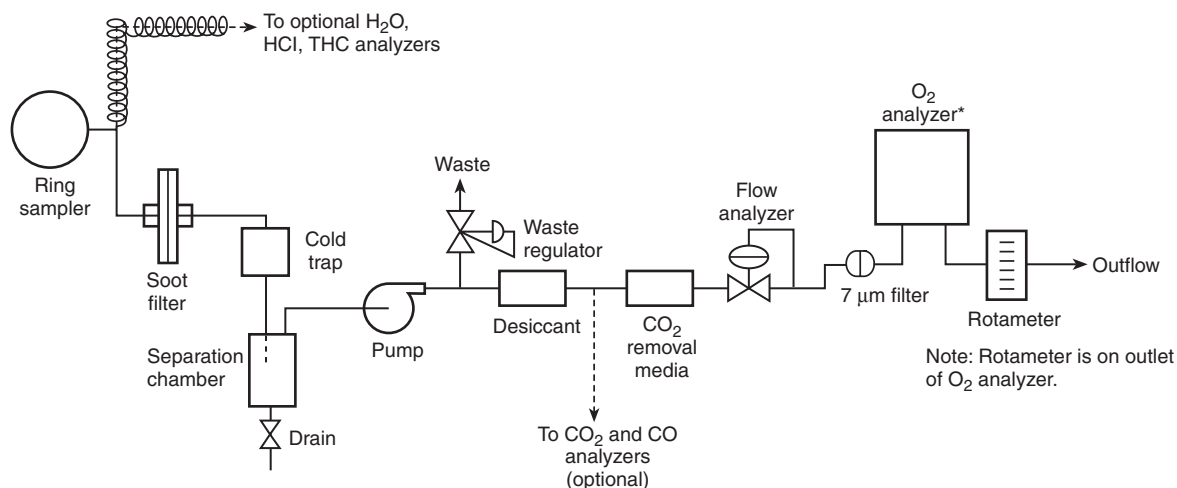 To optional H₂O,
HCl, THC analyzers
Ring
sampler
Soot
filter
Cold
trap
Separation
chamber
Drain
Pump
Waste
Waste
regulator
Desiccant
To CO₂ and CO
analyzers
(optional)
CO₂
removal
media
Flow
analyzer
7 μm filter
O₂
analyzer*
Rotameter
Outflow
Note: Rotameter is on outlet
of O₂ analyzer.